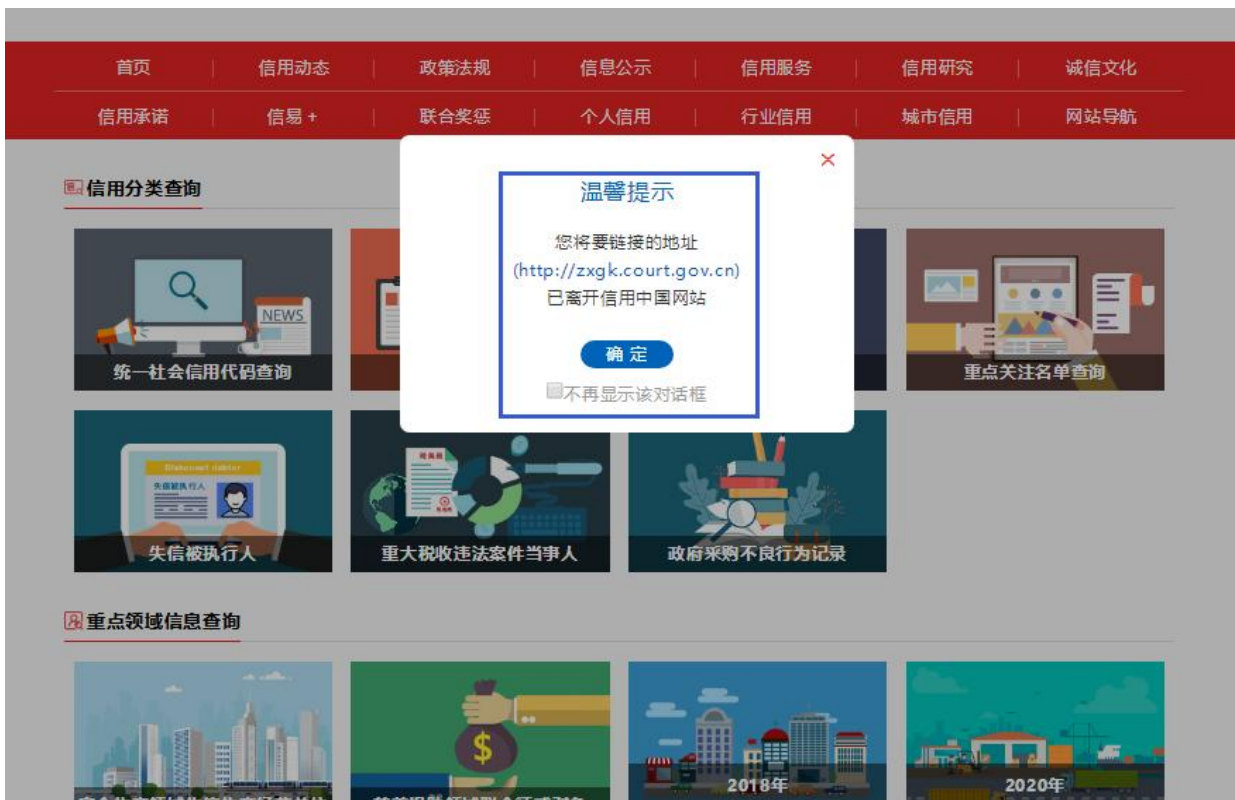 首页 信用动态 政策法规 信息公示 信用服务 信用研究 诚信文化
信用承诺 信易 + 联合奖惩 个人信用 行业信用 城市信用 网站导航
信用分类查询
温馨提示
您将要链接的地址
(http://zxgk.court.gov.cn)
已离开信用中国网站
确 定
不再显示该对话框
NEWS
统一社会信用代码查询
重点关注名单查询
Dishonest debtor
失信被执行人
失信被执行人
重大税收违法案件当事人
政府采购不良行为记录
重点领域信息查询
2018年
2020年